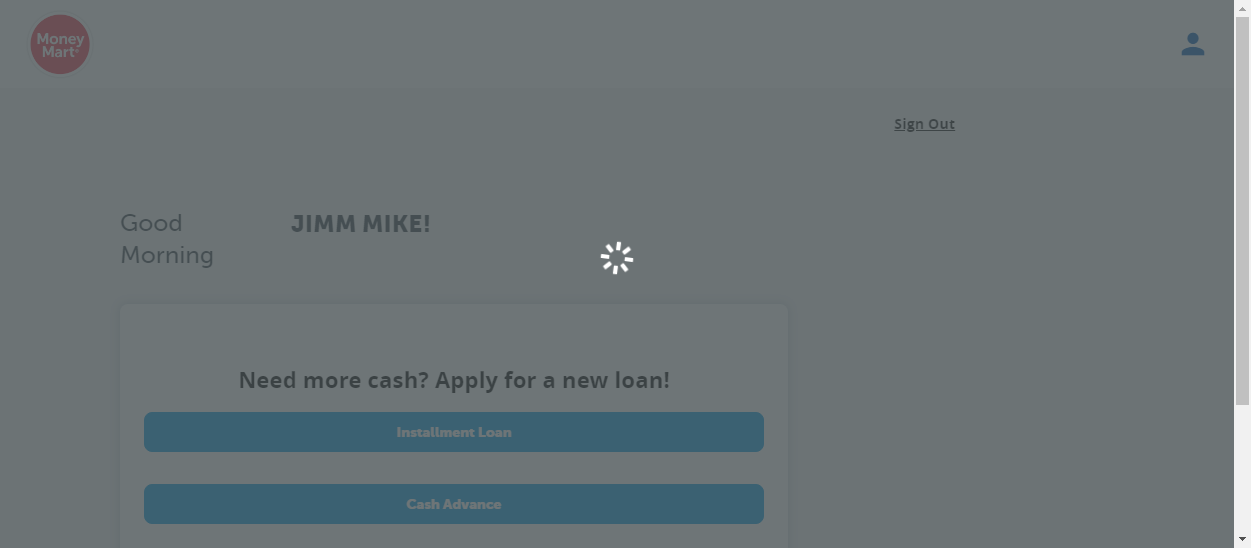 Money
Mart
Sign Out
Good
Morning
JIMM MIKE!
Need more cash? Apply for a new loan!
Installment Loan
Cash Advance